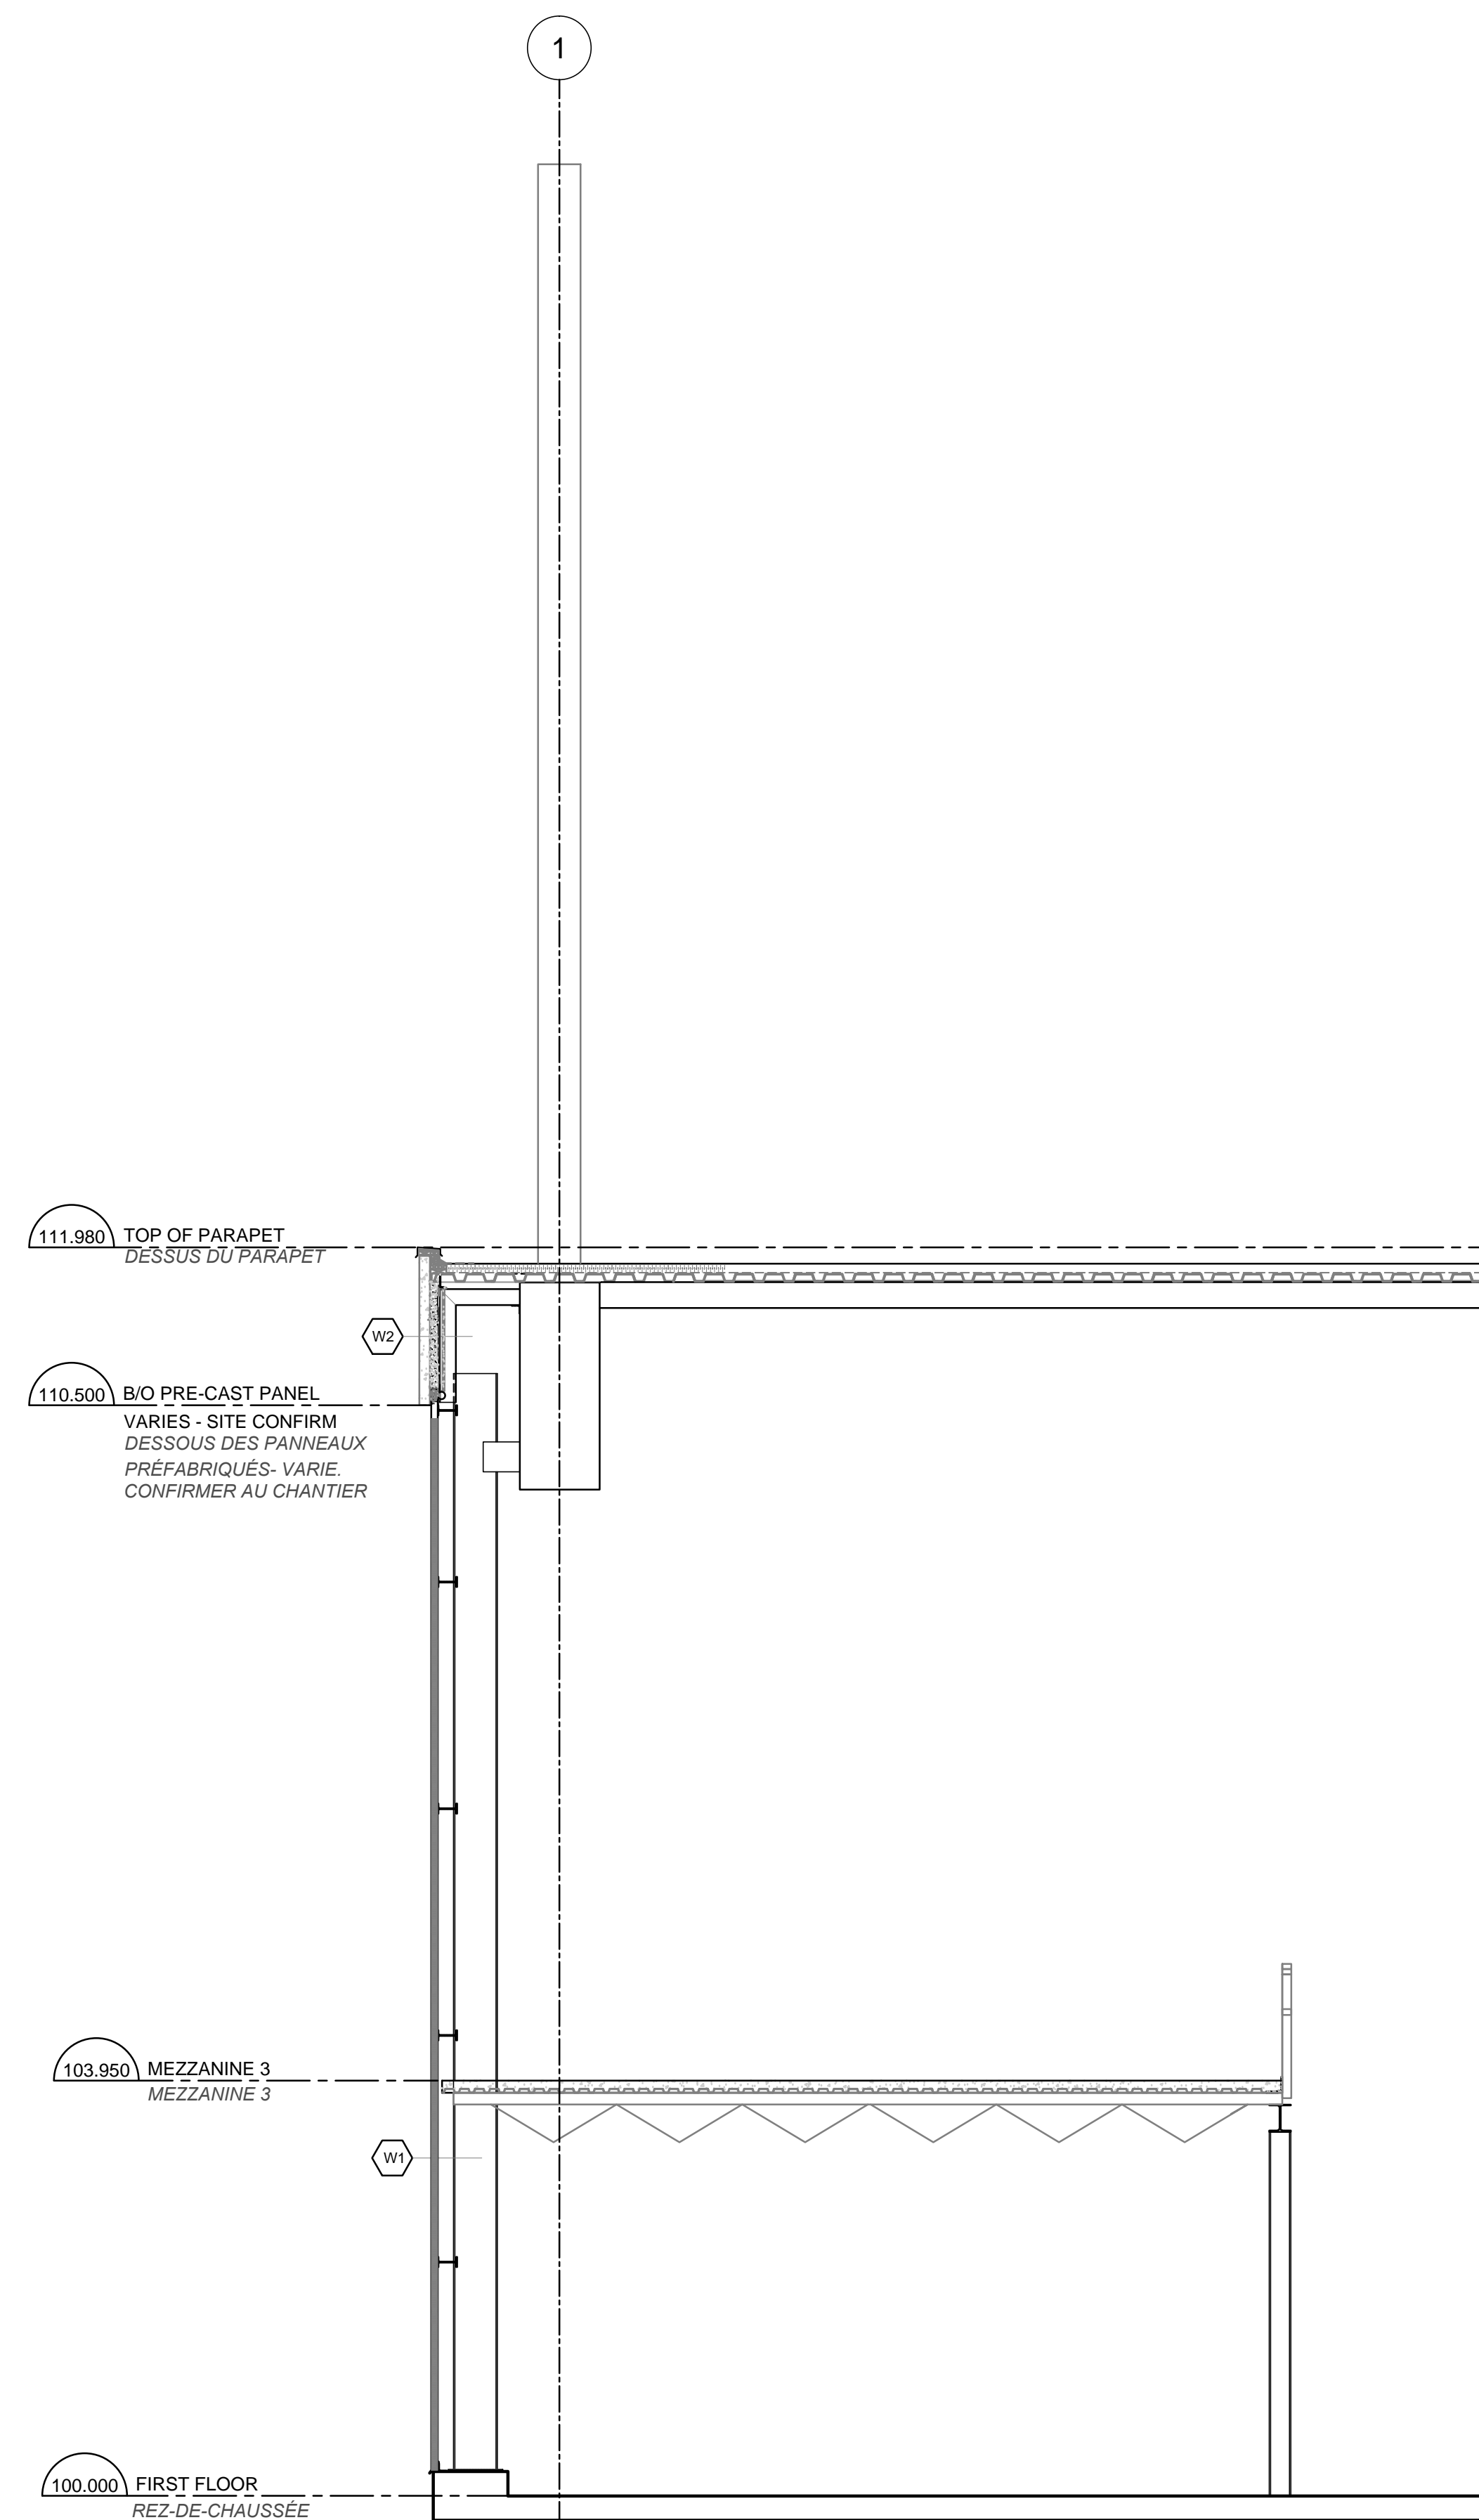 1
111.980 TOP OF PARAPET
DESSUS DU PARAPET
W2
110.500 B/O PRE-CAST PANEL
VARIES - SITE CONFIRM
DESSOUS DES PANNEAUX
PRÉFABRIQUÉS- VARIE.
CONFIRMER AU CHANTIER
103.950 MEZZANINE 3
MEZZANINE 3
W1
100.000 FIRST FLOOR
REZ-DE-CHAUSSÉE